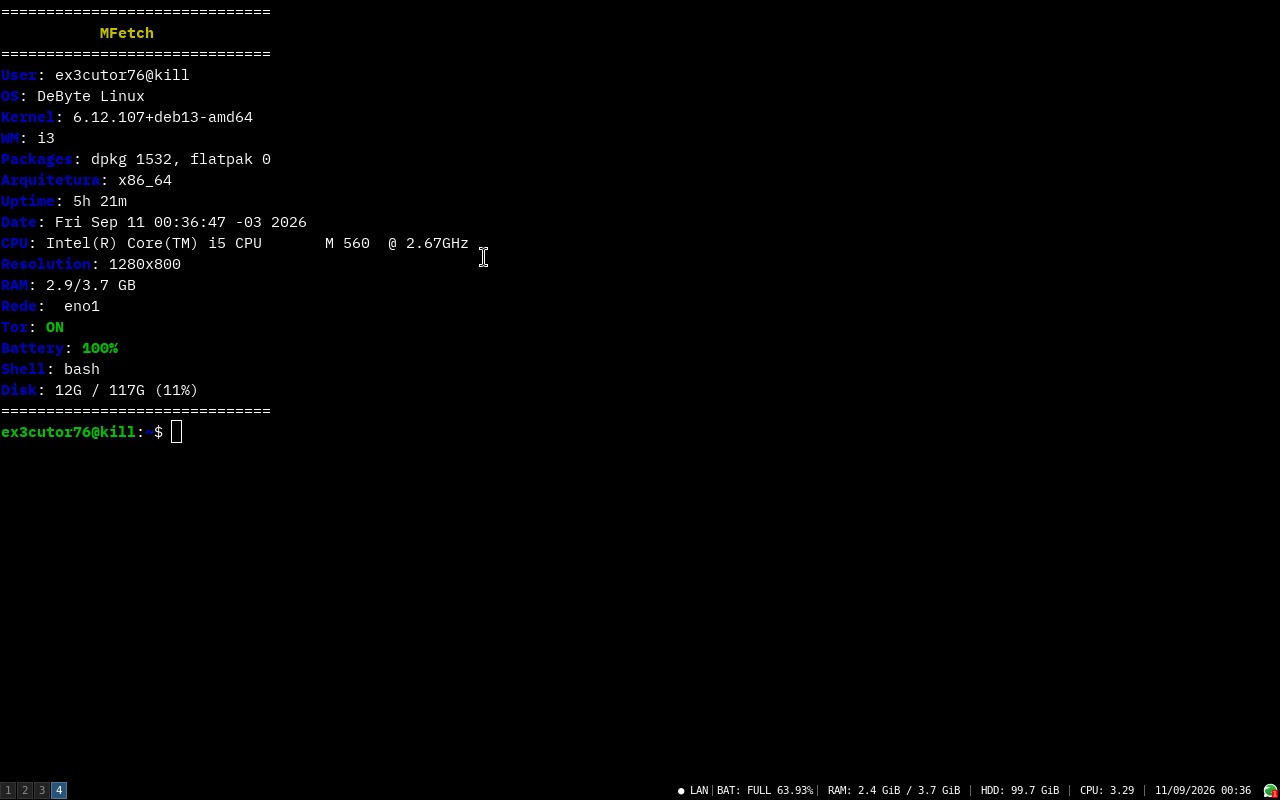 ==============================
MFetch
==============================
User: ex3cutor76@kill
OS: DeByte Linux
Kernel: 6.12.107+deb13-amd64
WM: i3
Packages: dpkg 1532, flatpak 0
Arquitetura: x86_64
Uptime: 5h 21m
Date: Fri Sep 11 00:36:47 -03 2026
CPU: Intel(R) Core(TM) i5 CPU       M 560  @ 2.67GHz
Resolution: 1280x800
RAM: 2.9/3.7 GB
Rede:  eno1
Tor: ON
Battery: 100%
Shell: bash
Disk: 12G / 117G (11%)
==============================
ex3cutor76@kill:~$
1 2 3 4 ● LAN|BAT: FULL 63.93%| RAM: 2.4 GiB / 3.7 GiB | HDD: 99.7 GiB | CPU: 3.29 | 11/09/2026 00:36